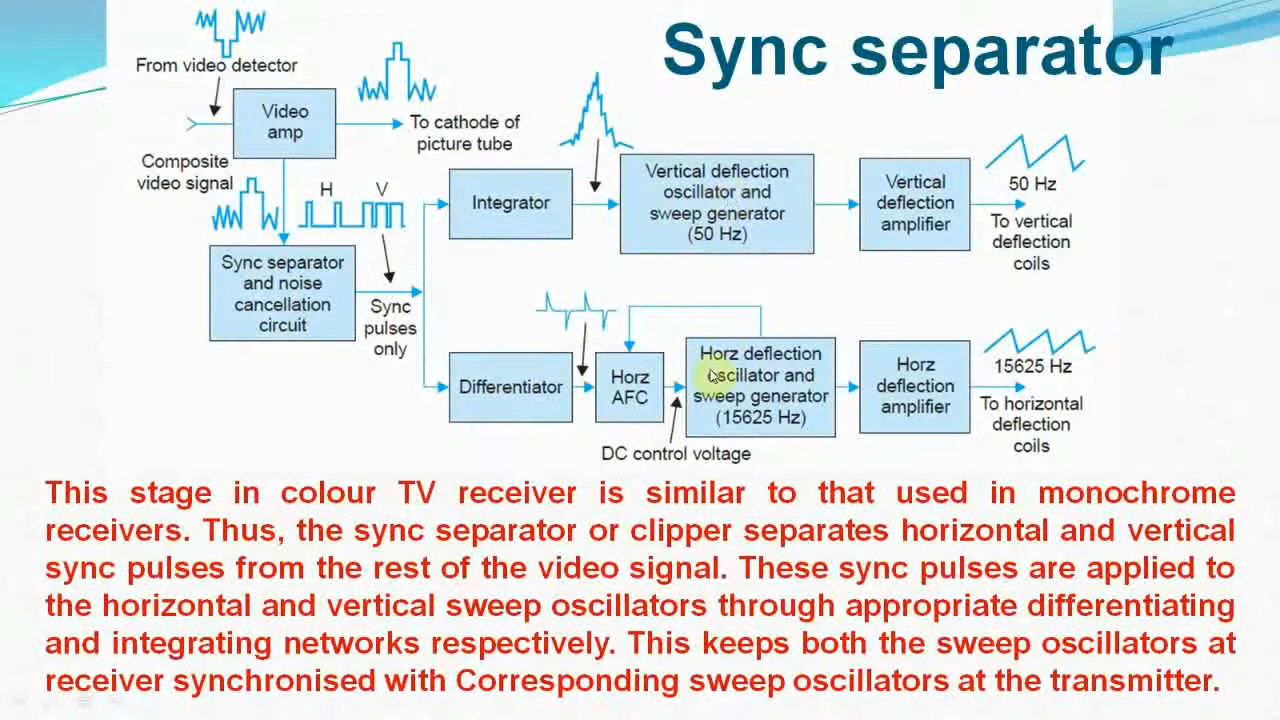 Sync separator
From video detector
Video
amp
To cathode of
picture tube
Composite
video signal
H V
Sync separator
and noise
cancellation
circuit
Sync
pulses
only
Integrator
Vertical deflection
oscillator and
sweep generator
(50 Hz)
Vertical
deflection
amplifier
50 Hz
To vertical
deflection
coils
Differentiator
Horz
AFC
DC control voltage
Horz deflection
oscillator and
sweep generator
(15625 Hz)
Horz
deflection
amplifier
15625 Hz
To horizontal
deflection
coils
This stage in colour TV receiver is similar to that used in monochrome
receivers. Thus, the sync separator or clipper separates horizontal and vertical
sync pulses from the rest of the video signal. These sync pulses are applied to
the horizontal and vertical sweep oscillators through appropriate differentiating
and integrating networks respectively. This keeps both the sweep oscillators at
receiver synchronised with Corresponding sweep oscillators at the transmitter.